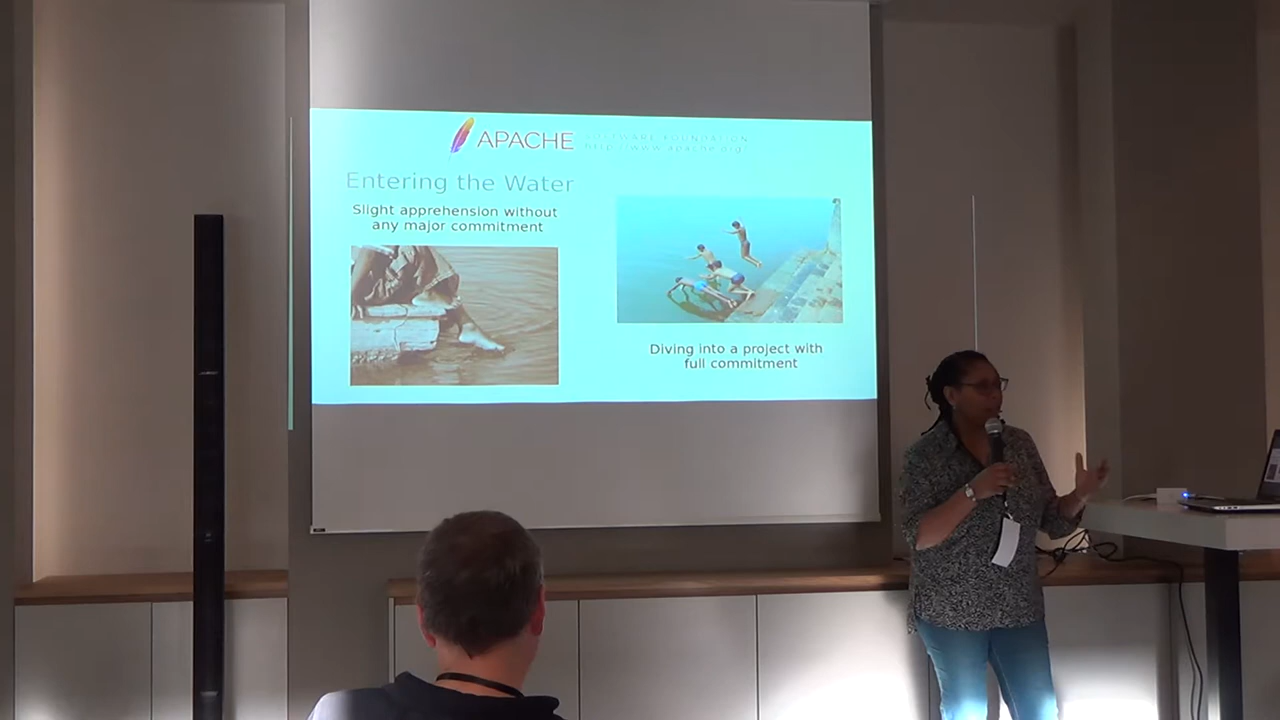 APACHE
SOFTWARE FOUNDATION
http://www.apache.org/
Entering the Water
Slight apprehension without
any major commitment
Diving into a project with
full commitment